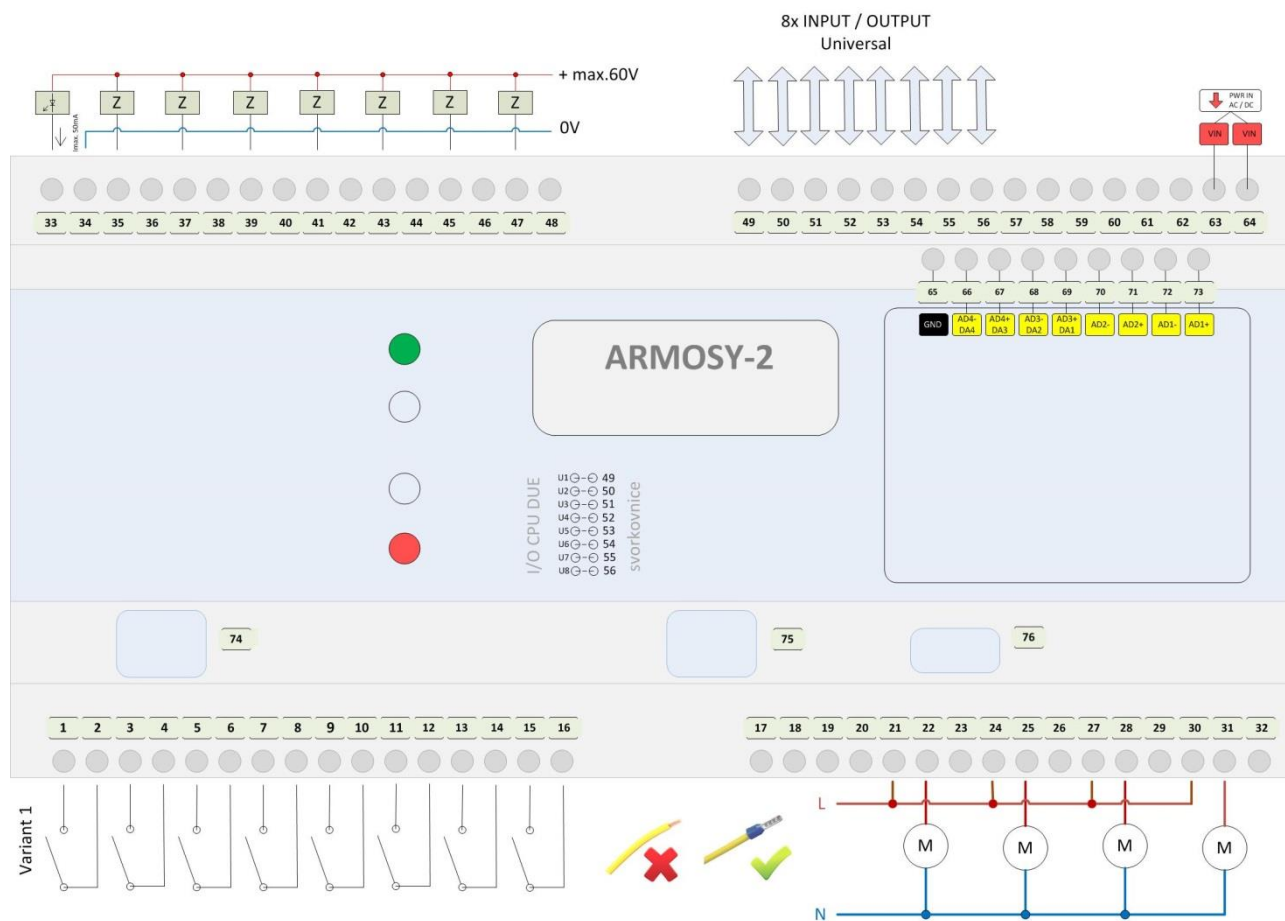 8x INPUT / OUTPUT
Universal
+ max.60V
Z Z Z Z Z Z Z
0V
Imax. 50mA
PWR IN
AC / DC
VIN VIN
33 34 35 36 37 38 39 40 41 42 43 44 45 46 47 48
49 50 51 52 53 54 55 56 57 58 59 60 61 62 63 64
65 66 67 68 69 70 71 72 73
GND AD4- DA4 AD4+ DA3 AD3- DA2 AD3+ DA1 AD2- AD2+ AD1- AD1+
ARMOSY-2
I/O CPU DUE
U1 49
U2 50
U3 51
U4 52
U5 53
U6 54
U7 55
U8 56
svorkovnice
74
75
76
1 2 3 4 5 6 7 8 9 10 11 12 13 14 15 16
17 18 19 20 21 22 23 24 25 26 27 28 29 30 31 32
Variant 1
L
M M M M
N